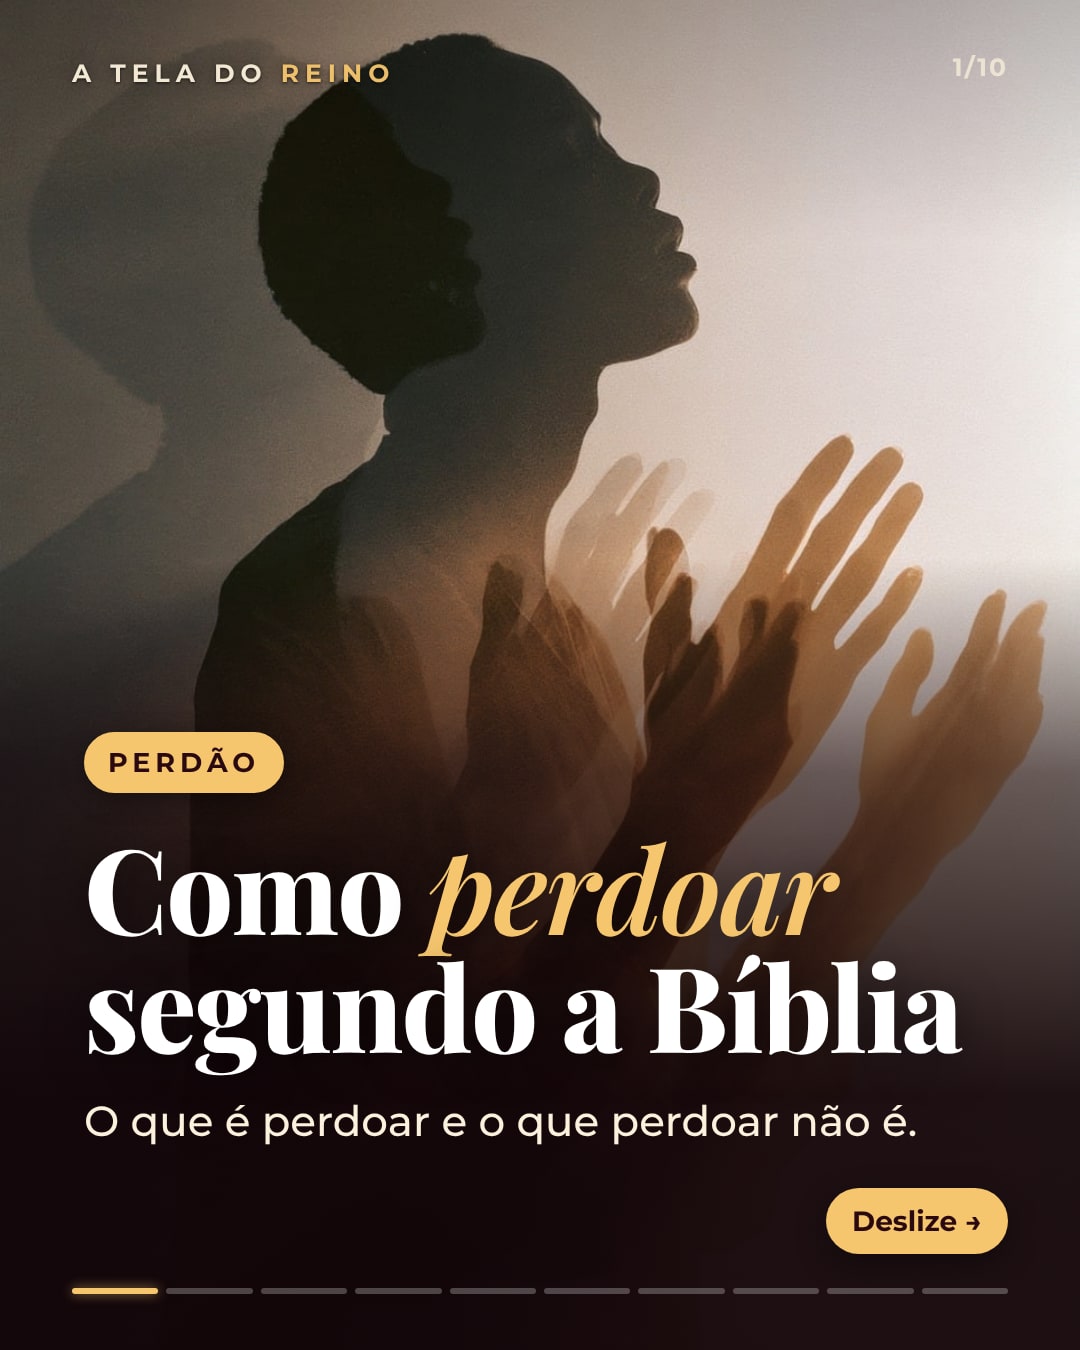 A TELA DO REINO
1/10
PERDÃO
Como perdoar
segundo a Bíblia
O que é perdoar e o que perdoar não é.
Deslize →